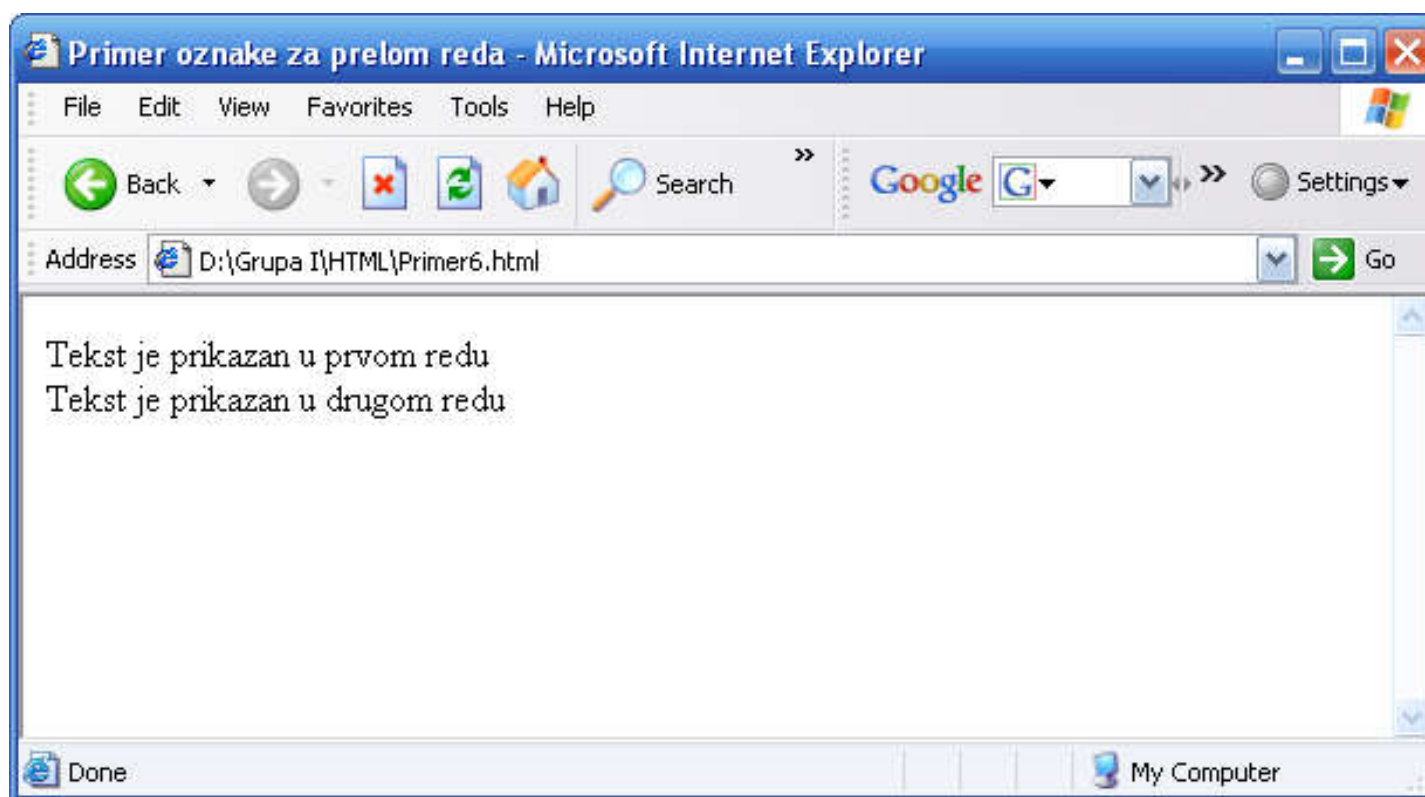 Primer oznake za prelom reda - Microsoft Internet Explorer
File Edit View Favorites Tools Help
Back Search » Google G » Settings
Address D:\Grupa I\HTML\Primer6.html Go
Tekst je prikazan u prvom redu
Tekst je prikazan u drugom redu
Done My Computer